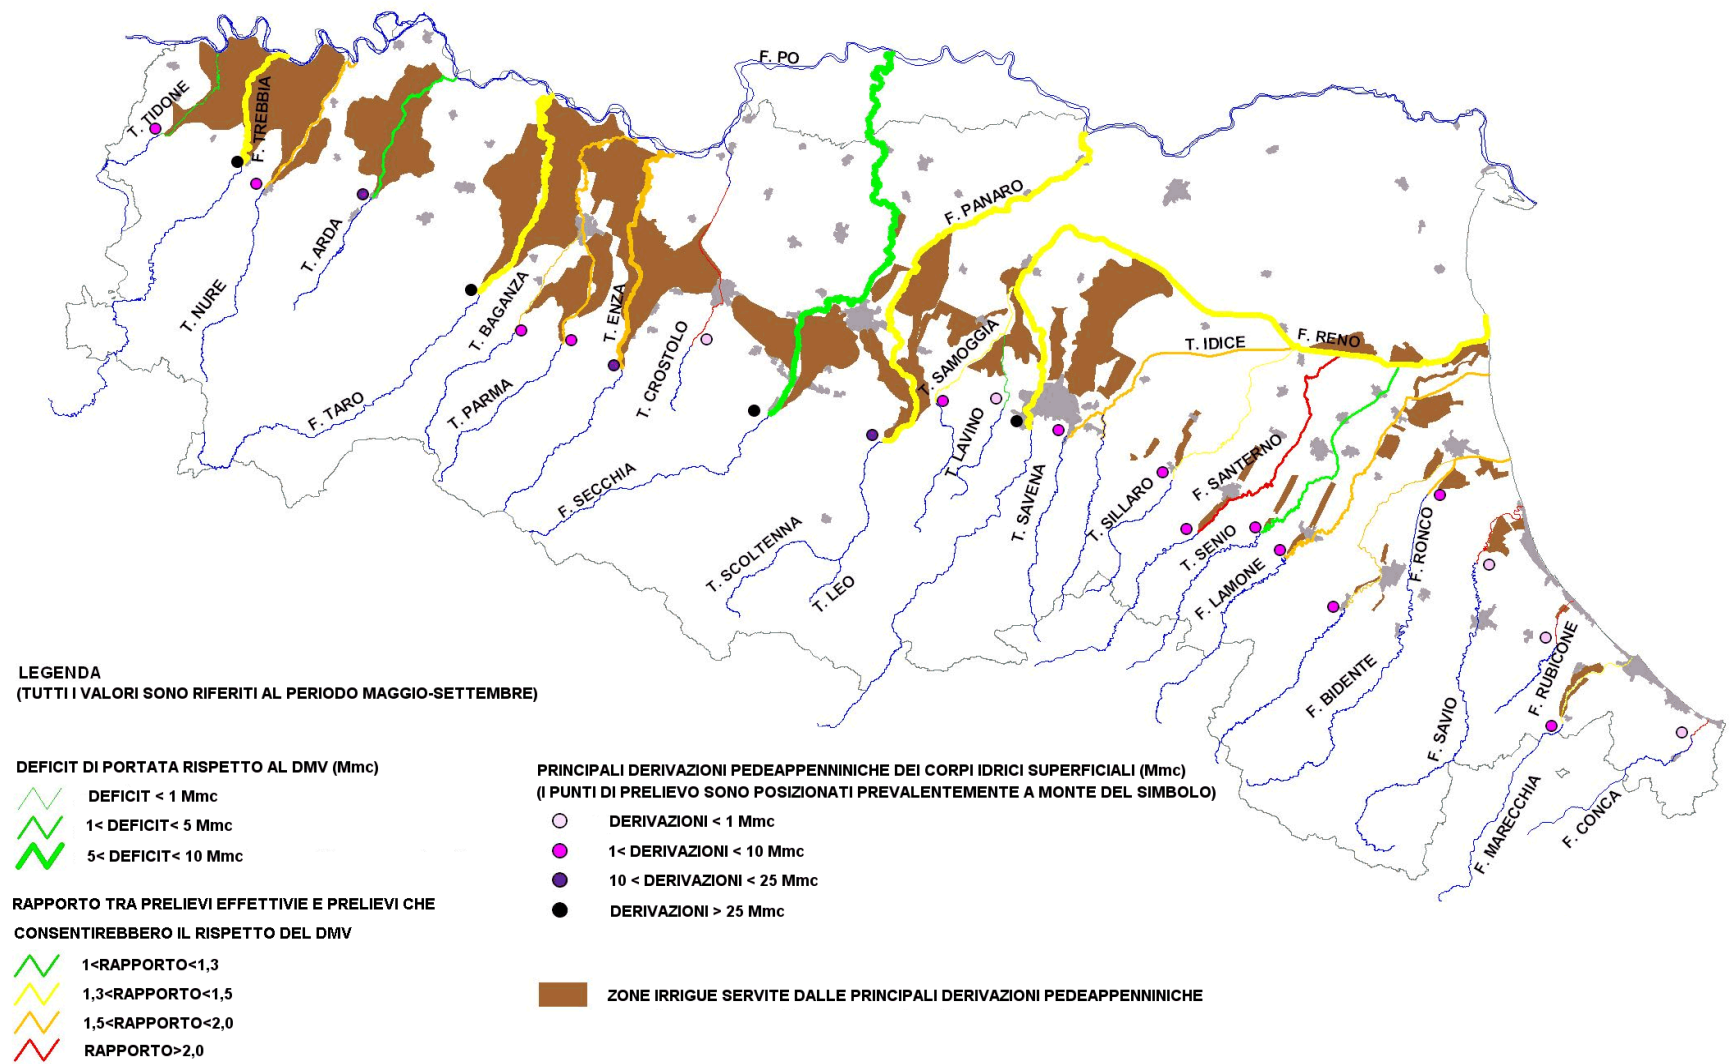 F. PO
T. TIDONE
F. TREBBIA
F. PANARO
T. ARDA
T. NURE
T. BAGANZA
T. ENZA
T. CROSTOLO
T. SAMOGGIA
T. IDICE
F. RENO
F. TARO
T. PARMA
T. LAVINO
F. SECCHIA
T. SAVENA
F. SANTERNO
T. SILLARO
T. SCOLTENNA
T. LEO
T. SENIO
F. LAMONE
F. RONCO
F. BIDENTE
F. SAVIO
F. RUBICONE
F. MARECCHIA
F. CONCA
LEGENDA
(TUTTI I VALORI SONO RIFERITI AL PERIODO MAGGIO-SETTEMBRE)
DEFICIT DI PORTATA RISPETTO AL DMV (Mmc)
DEFICIT < 1 Mmc
1< DEFICIT< 5 Mmc
5< DEFICIT< 10 Mmc
RAPPORTO TRA PRELIEVI EFFETTIVIE E PRELIEVI CHE
CONSENTIREBBERO IL RISPETTO DEL DMV
1<RAPPORTO<1,3
1,3<RAPPORTO<1,5
1,5<RAPPORTO<2,0
RAPPORTO>2,0
PRINCIPALI DERIVAZIONI PEDEAPPENNINICHE DEI CORPI IDRICI SUPERFICIALI (Mmc)
(I PUNTI DI PRELIEVO SONO POSIZIONATI PREVALENTEMENTE A MONTE DEL SIMBOLO)
DERIVAZIONI < 1 Mmc
1< DERIVAZIONI < 10 Mmc
10 < DERIVAZIONI < 25 Mmc
DERIVAZIONI > 25 Mmc
ZONE IRRIGUE SERVITE DALLE PRINCIPALI DERIVAZIONI PEDEAPPENNINICHE